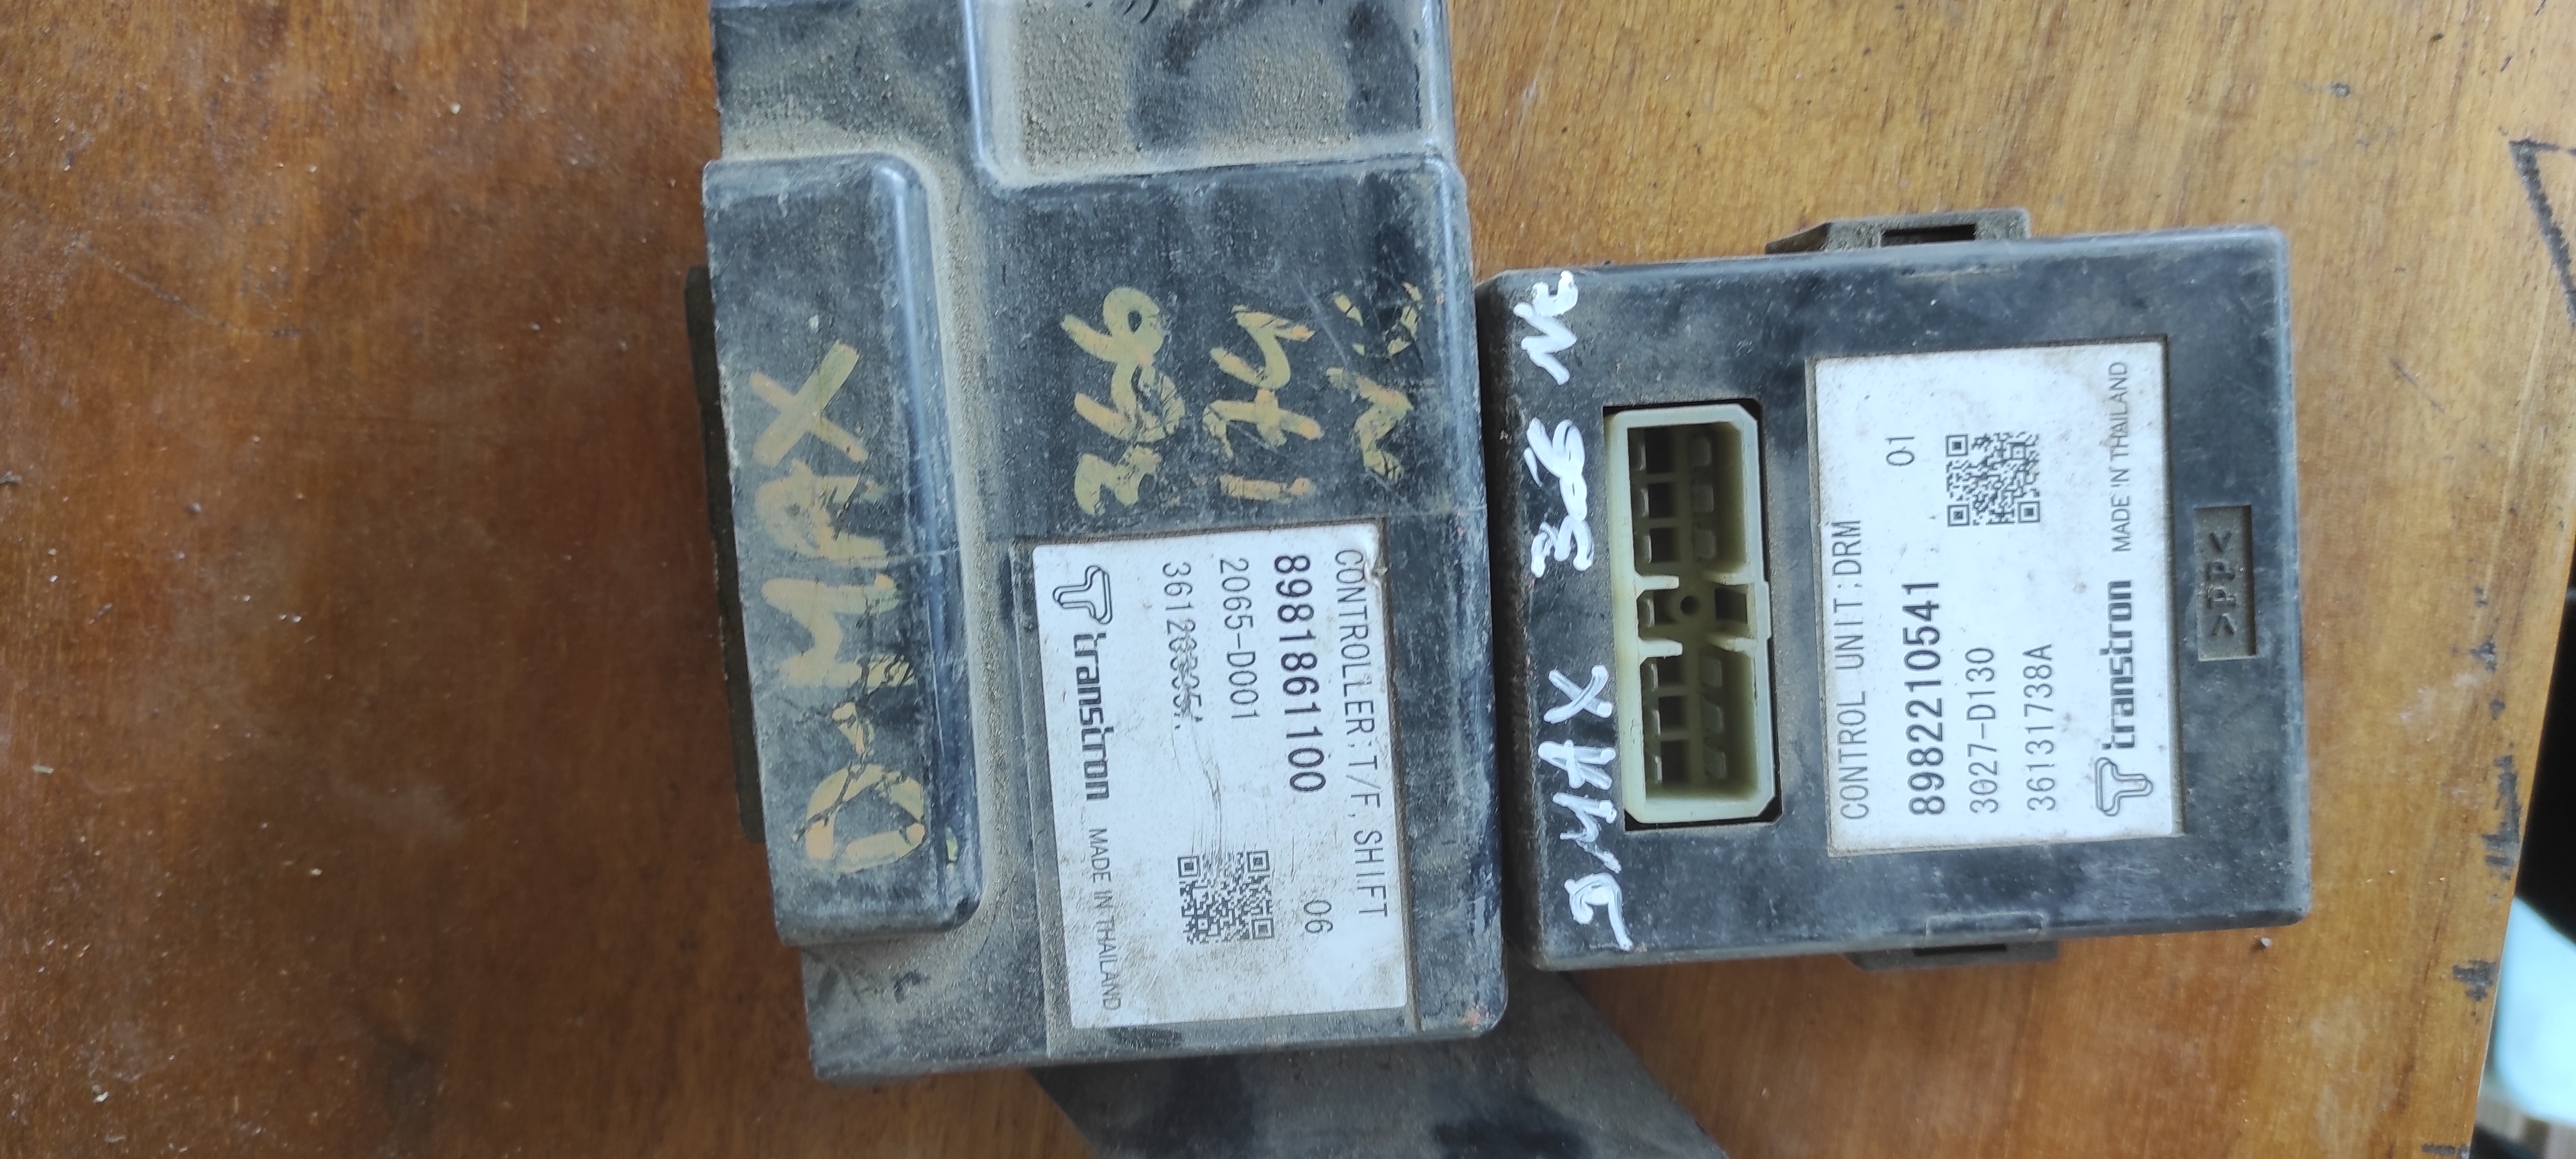 D-MAX
CONTROLLER;T/F, SHIFT
8981861100 06
2065-D001
transtron MADE IN THAILAND
D-MAX
CONTROL UNIT;DRM
8982210541 01
3027-D130
36131738A
transtron MADE IN THAILAND
>PP<